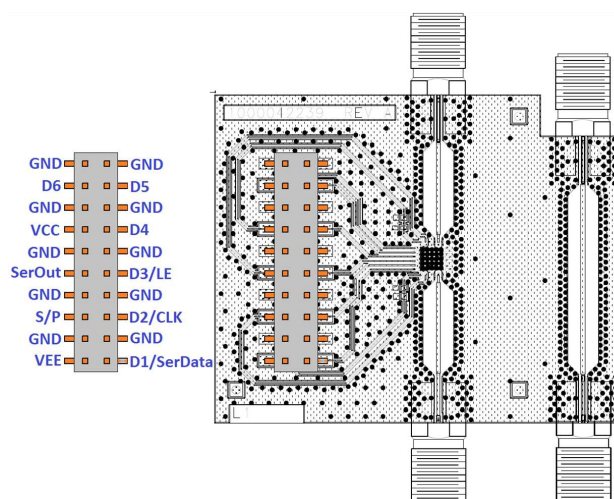 GND GND
D6 D5
GND GND
VCC D4
GND GND
SerOut D3/LE
GND GND
S/P D2/CLK
GND GND
VEE D1/SerData